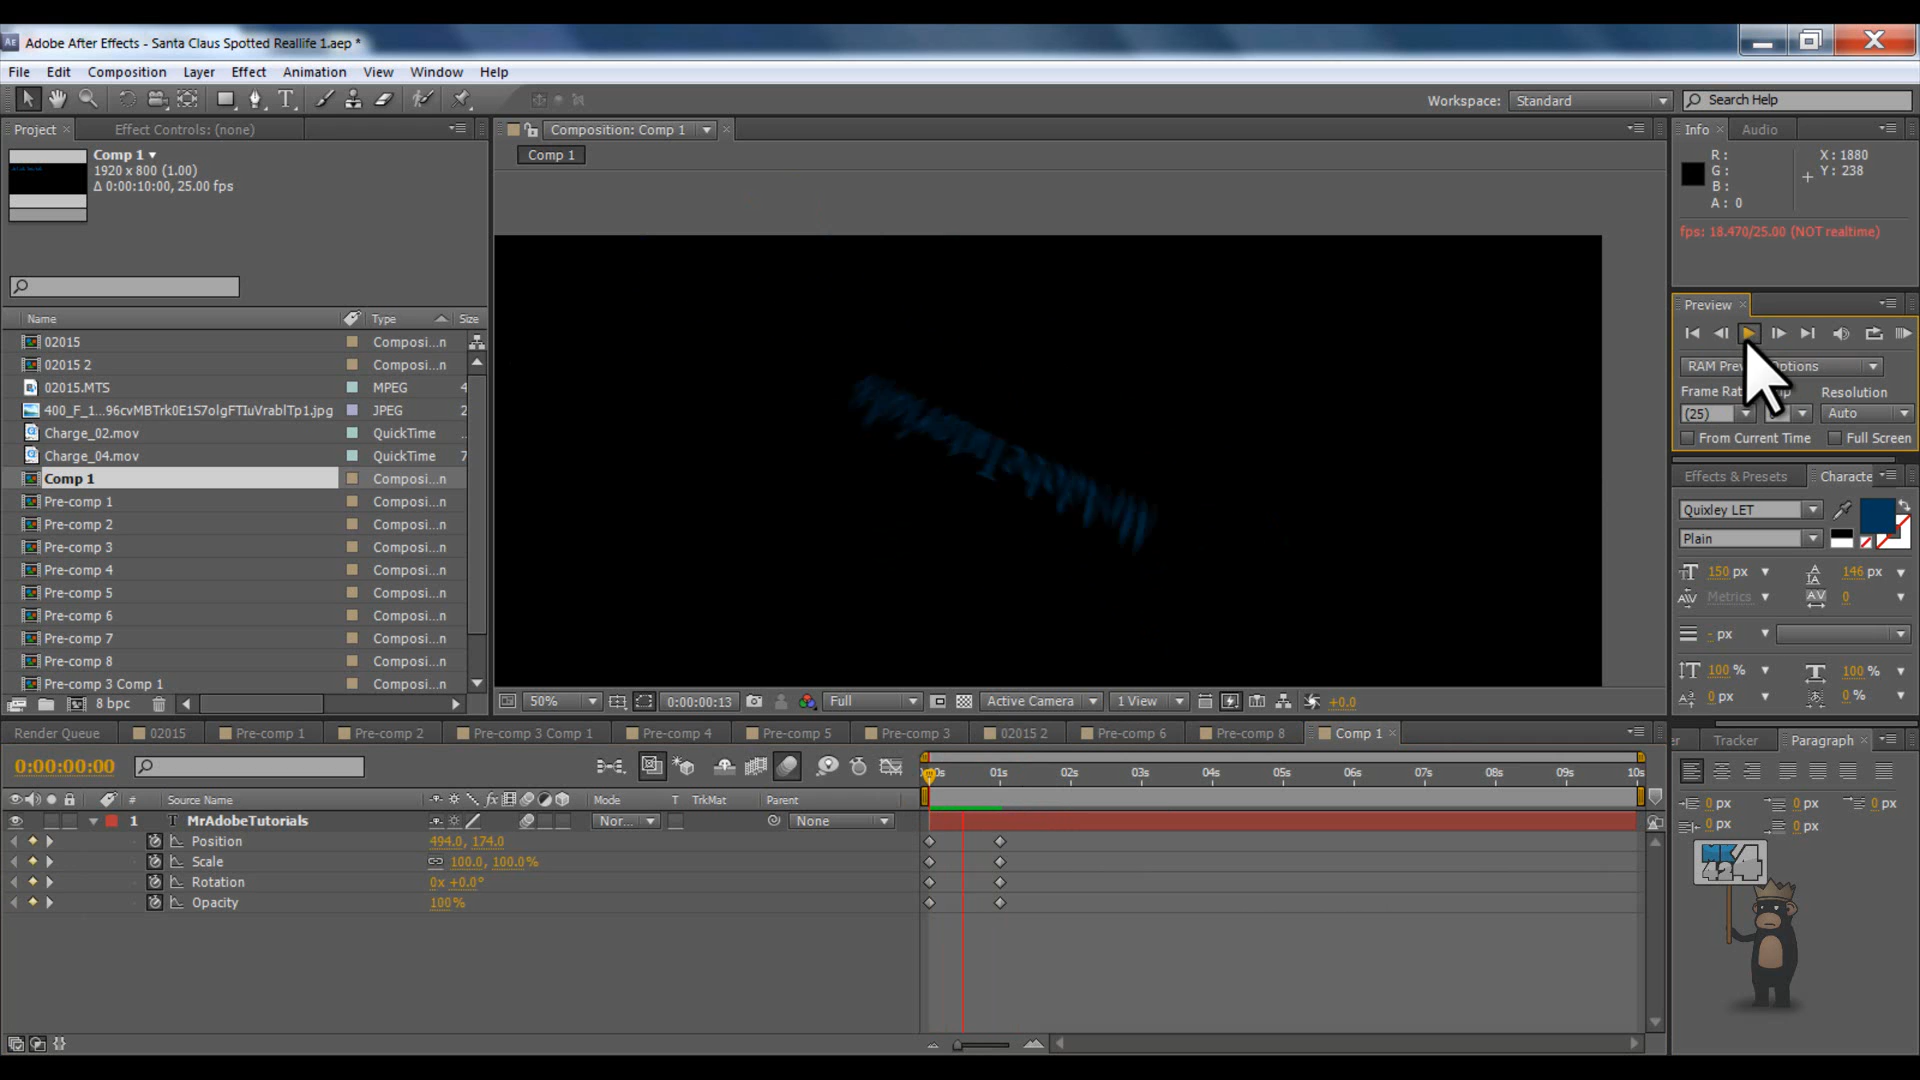 Adobe After Effects - Santa Claus Spotted Reallife 1.aep *
File Edit Composition Layer Effect Animation View Window Help
Workspace: Standard Search Help
Project Effect Controls: (none)
Comp 1
1920 x 800 (1.00)
Δ 0:00:10:00, 25.00 fps
Name Type Size
02015 Composi...n
02015 2 Composi...n
02015.MTS MPEG 4
400_F_1...96cvMBTrk0E1S7olgFTIuVrablTp1.jpg JPEG 2
Charge_02.mov QuickTime ..
Charge_04.mov QuickTime 7
Comp 1 Composi...n
Pre-comp 1 Composi...n
Pre-comp 2 Composi...n
Pre-comp 3 Composi...n
Pre-comp 4 Composi...n
Pre-comp 5 Composi...n
Pre-comp 6 Composi...n
Pre-comp 7 Composi...n
Pre-comp 8 Composi...n
Pre-comp 3 Comp 1 Composi...n
8 bpc
Composition: Comp 1
Comp 1
50% 0:00:00:13 Full Active Camera 1 View +0.0
Info Audio
R: X: 1880
G: Y: 238
B:
A: 0
fps: 18.470/25.00 (NOT realtime)
Preview
RAM Pre Options
Frame Ra Resolution
(25) Auto
From Current Time Full Screen
Effects & Presets Characte
Quixley LET
Plain
150 px 146 px
Metrics 0
- px
100 % 100 %
0 px 0 %
Render Queue 02015 Pre-comp 1 Pre-comp 2 Pre-comp 3 Comp 1 Pre-comp 4 Pre-comp 5 Pre-comp 3 02015 2 Pre-comp 6 Pre-comp 8 Comp 1
0:00:00:00
0s 01s 02s 03s 04s 05s 06s 07s 08s 09s 10s
# Source Name Mode T TrkMat Parent
1 T MrAdobeTutorials Nor... None
Position 494.0, 174.0
Scale 100.0, 100.0%
Rotation 0x +0.0°
Opacity 100%
er Tracker Paragraph
0 px 0 px 0 px
0 px 0 px
MK
424